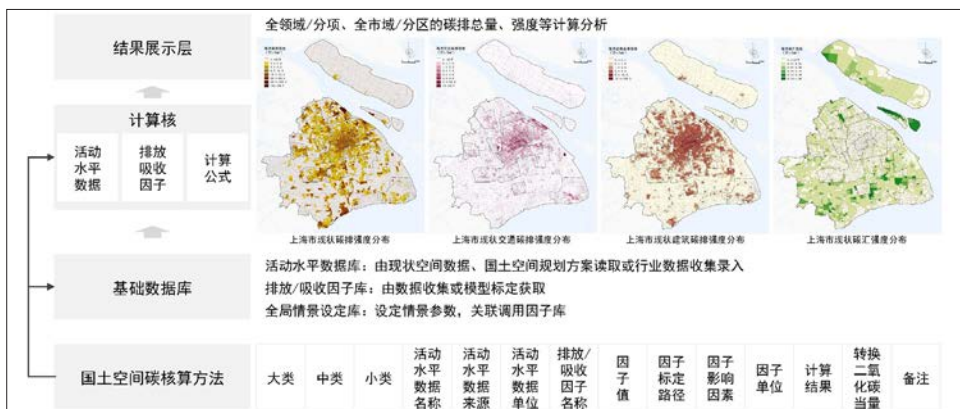 结果展示层
全领域/分项、全市域/分区的碳排总量、强度等计算分析
计算核
活动
水平
数据
排放
吸收
因子
计算
公式
上海市现状碳排强度分布
上海市现状交通碳排强度分布
上海市现状建筑碳排强度分布
上海市现状碳汇强度分布
基础数据库
活动水平数据库：由现状空间数据、国土空间规划方案读取或行业数据收集录入
排放/吸收因子库：由数据收集或模型标定获取
全局情景设定库：设定情景参数，关联调用因子库
国土空间碳核算方法
大类
中类
小类
活动
水平
数据
名称
活动
水平
数据
来源
活动
水平
数据
单位
排放/
吸收
因子
名称
因
子
值
因子
标定
路径
因子
影响
因素
因子
单位
计算
结果
转换
二氧
化碳
当量
备注